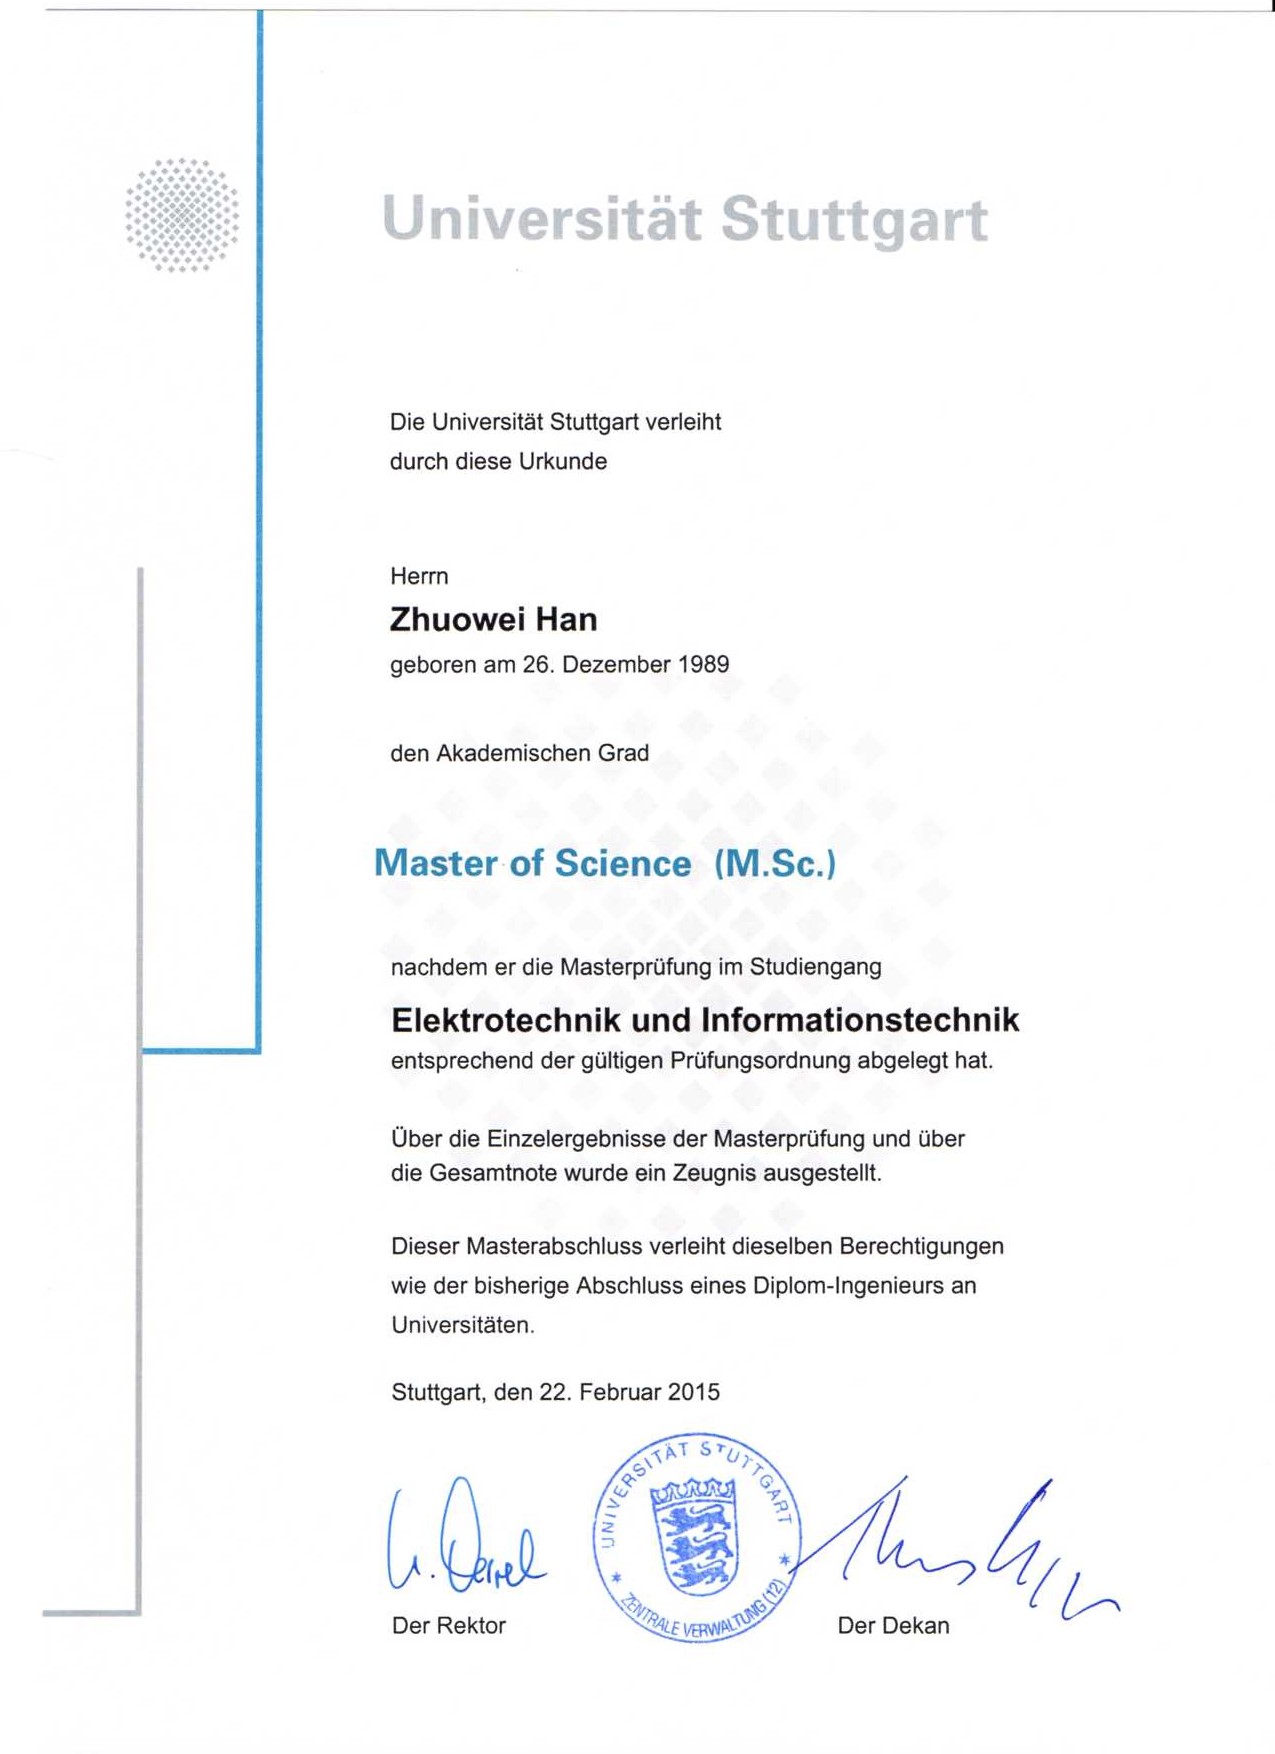 Universität Stuttgart
Die Universität Stuttgart verleiht
durch diese Urkunde
Herrn
Zhuowei Han
geboren am 26. Dezember 1989
den Akademischen Grad
Master of Science (M.Sc.)
nachdem er die Masterprüfung im Studiengang
Elektrotechnik und Informationstechnik
entsprechend der gültigen Prüfungsordnung abgelegt hat.
Über die Einzelergebnisse der Masterprüfung und über
die Gesamtnote wurde ein Zeugnis ausgestellt.
Dieser Masterabschluss verleiht dieselben Berechtigungen
wie der bisherige Abschluss eines Diplom-Ingenieurs an
Universitäten.
Stuttgart, den 22. Februar 2015
UNIVERSITÄT STUTTGART
ZENTRALE VERWALTUNG (12)
Der Rektor
Der Dekan